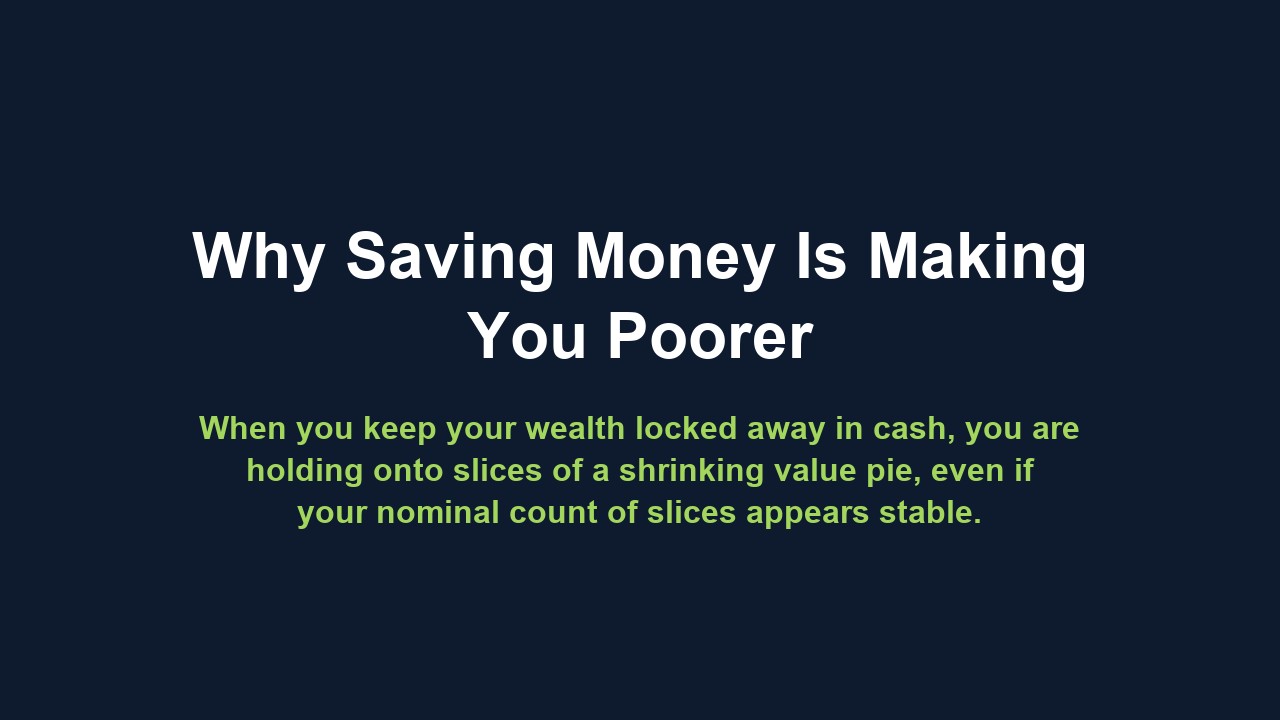 Why Saving Money Is Making
You Poorer
When you keep your wealth locked away in cash, you are
holding onto slices of a shrinking value pie, even if
your nominal count of slices appears stable.